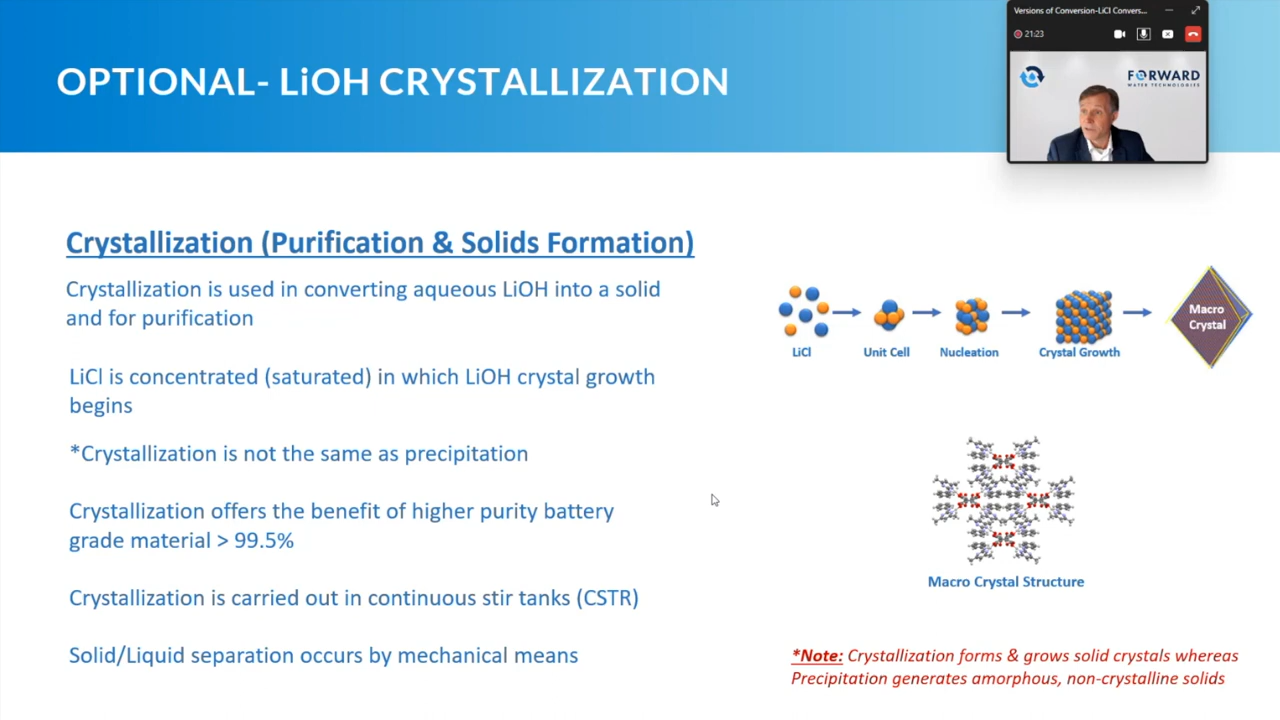 Versions of Conversion-LiCl Convers...
21:23
FORWARD
WATER TECHNOLOGIES
OPTIONAL- LiOH CRYSTALLIZATION
Crystallization (Purification & Solids Formation)
Crystallization is used in converting aqueous LiOH into a solid
and for purification
LiCl is concentrated (saturated) in which LiOH crystal growth
begins
*Crystallization is not the same as precipitation
Crystallization offers the benefit of higher purity battery
grade material > 99.5%
Crystallization is carried out in continuous stir tanks (CSTR)
Solid/Liquid separation occurs by mechanical means
LiCl
Unit Cell
Nucleation
Crystal Growth
Macro
Crystal
Macro Crystal Structure
*Note: Crystallization forms & grows solid crystals whereas
Precipitation generates amorphous, non-crystalline solids